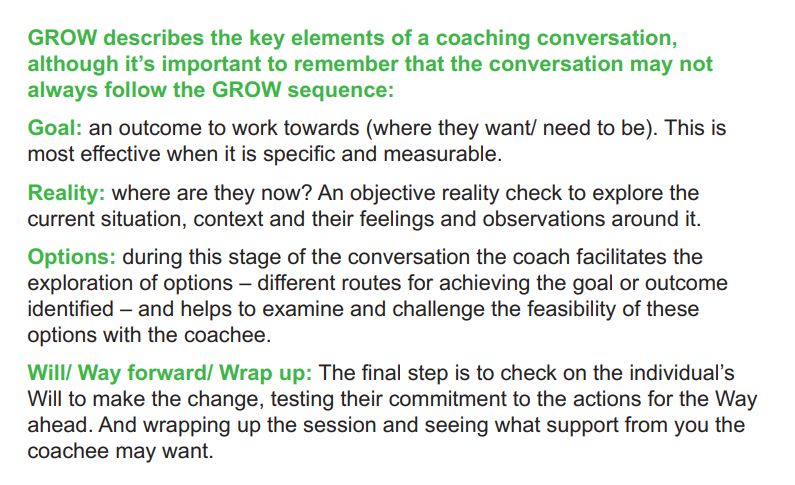 GROW describes the key elements of a coaching conversation,
although it’s important to remember that the conversation may not
always follow the GROW sequence:
Goal: an outcome to work towards (where they want/ need to be). This is
most effective when it is specific and measurable.
Reality: where are they now? An objective reality check to explore the
current situation, context and their feelings and observations around it.
Options: during this stage of the conversation the coach facilitates the
exploration of options – different routes for achieving the goal or outcome
identified – and helps to examine and challenge the feasibility of these
options with the coachee.
Will/ Way forward/ Wrap up: The final step is to check on the individual’s
Will to make the change, testing their commitment to the actions for the Way
ahead. And wrapping up the session and seeing what support from you the
coachee may want.